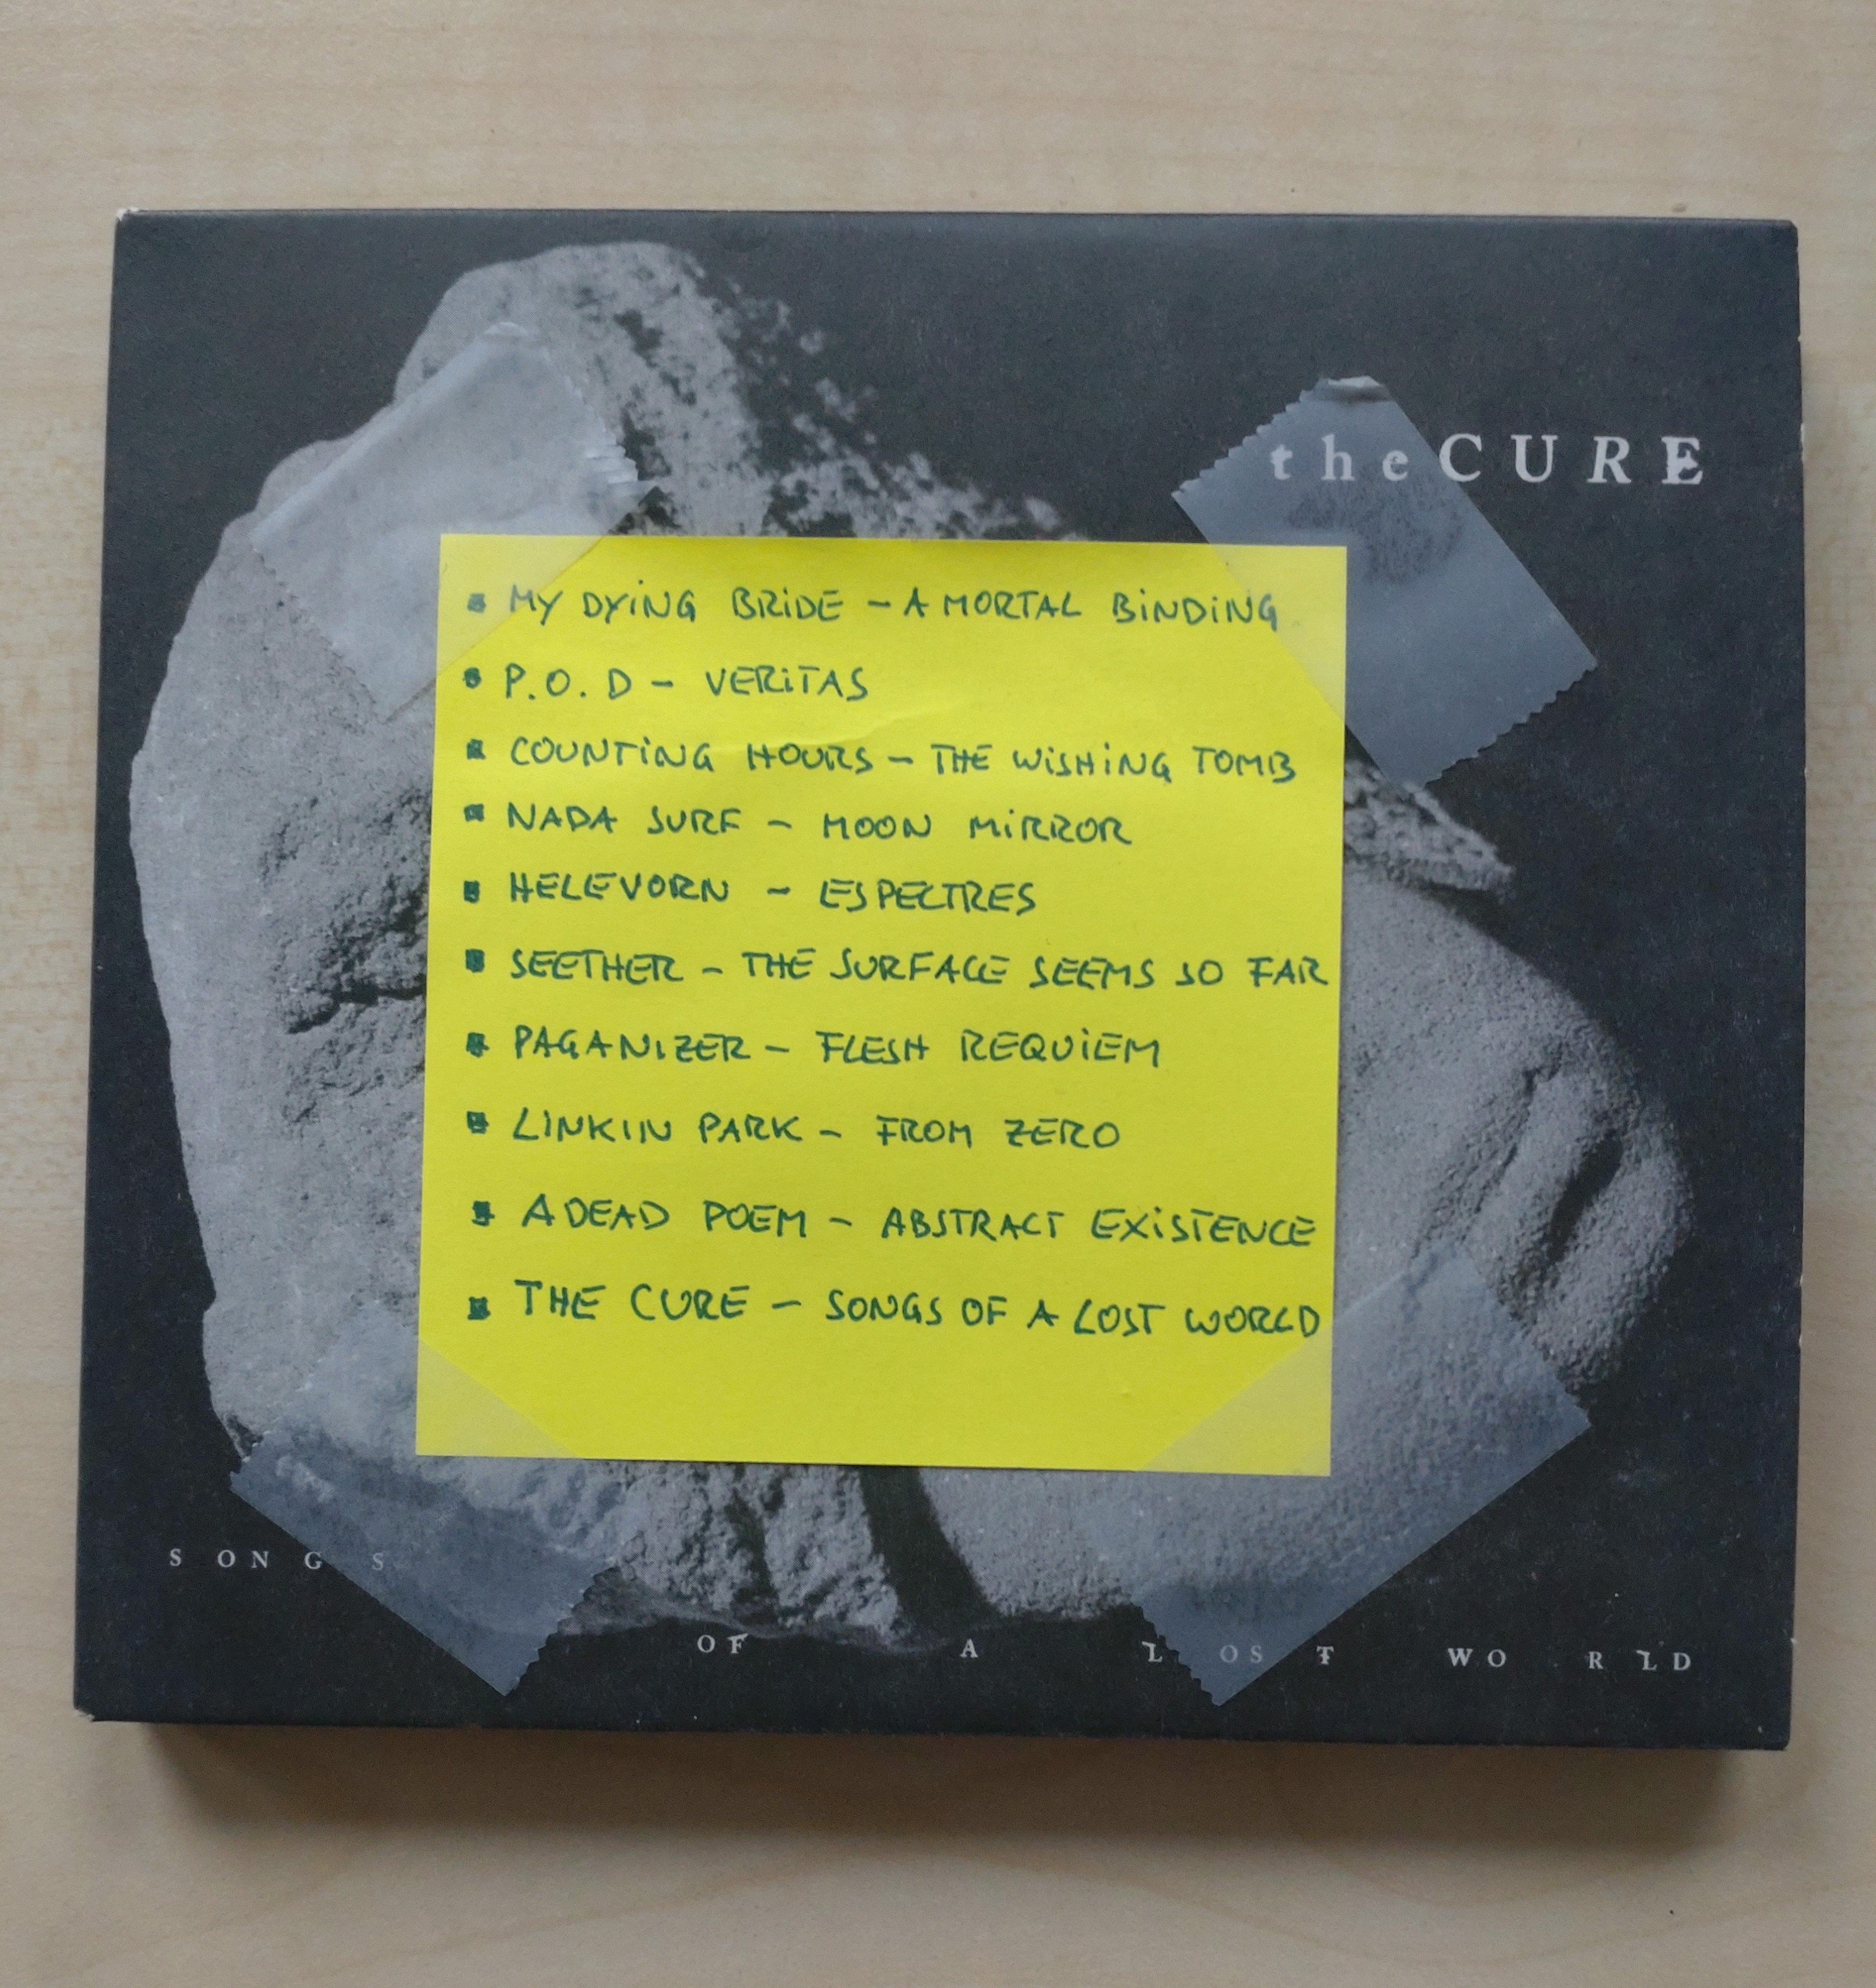 the CURE
▪ MY DYiNG BRiDE – A MORTAL BiNDiNG
▪ P.O.D – VERiTAS
▪ COUNTiNG HOURS – THE WiSHiNG TOMB
▪ NADA SURF – MOON MiRROR
▪ HELEVORN – ESPECTRES
▪ SEETHER – THE SURFACE SEEMS SO FAR
▪ PAGANIZER – FLESH REQUiEM
▪ LINKIN PARK – FROM ZERO
▪ A DEAD POEM – ABSTRACT EXiSTENCE
▪ THE CURE – SONGS OF A LOST WORLD
SONGS OF A LOST WORLD